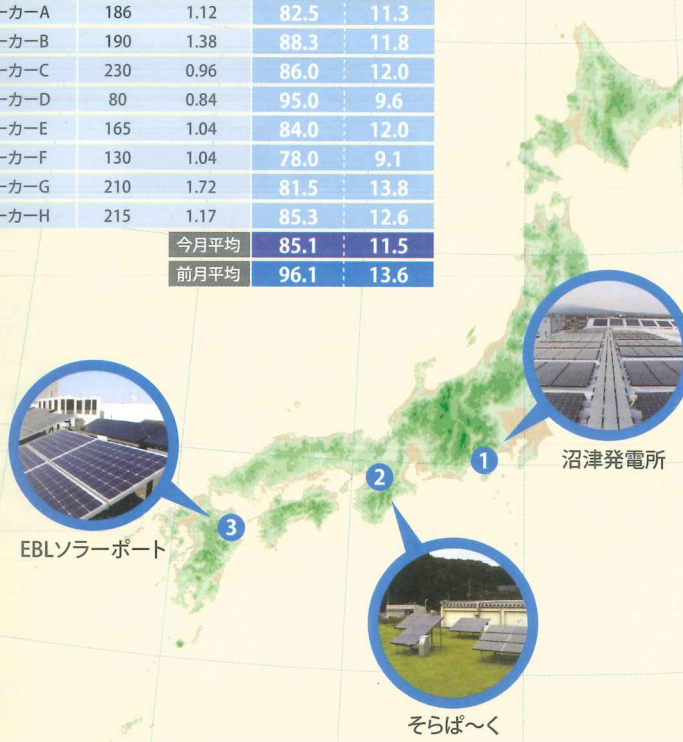 ーカーA 186 1.12 82.5 11.3
ーカーB 190 1.38 88.3 11.8
ーカーC 230 0.96 86.0 12.0
ーカーD 80 0.84 95.0 9.6
ーカーE 165 1.04 84.0 12.0
ーカーF 130 1.04 78.0 9.1
ーカーG 210 1.72 81.5 13.8
ーカーH 215 1.17 85.3 12.6
今月平均 85.1 11.5
前月平均 96.1 13.6
1
沼津発電所
2
3
EBLソラーポート
そらぱ〜く